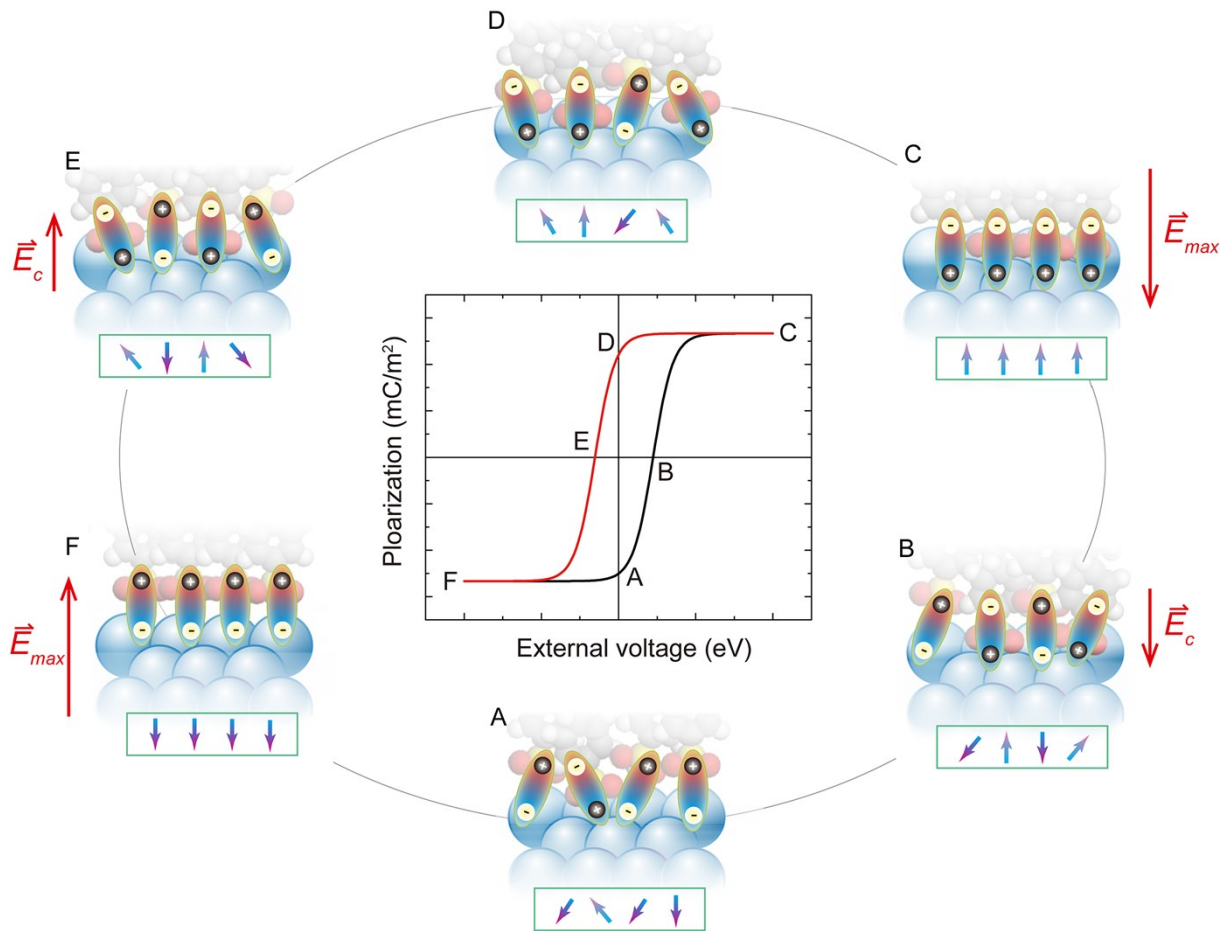 D
E
C
E⃗c
E⃗max
Ploarization (mC/m²)
D
C
E
B
F
A
External voltage (eV)
F
B
E⃗max
E⃗c
A